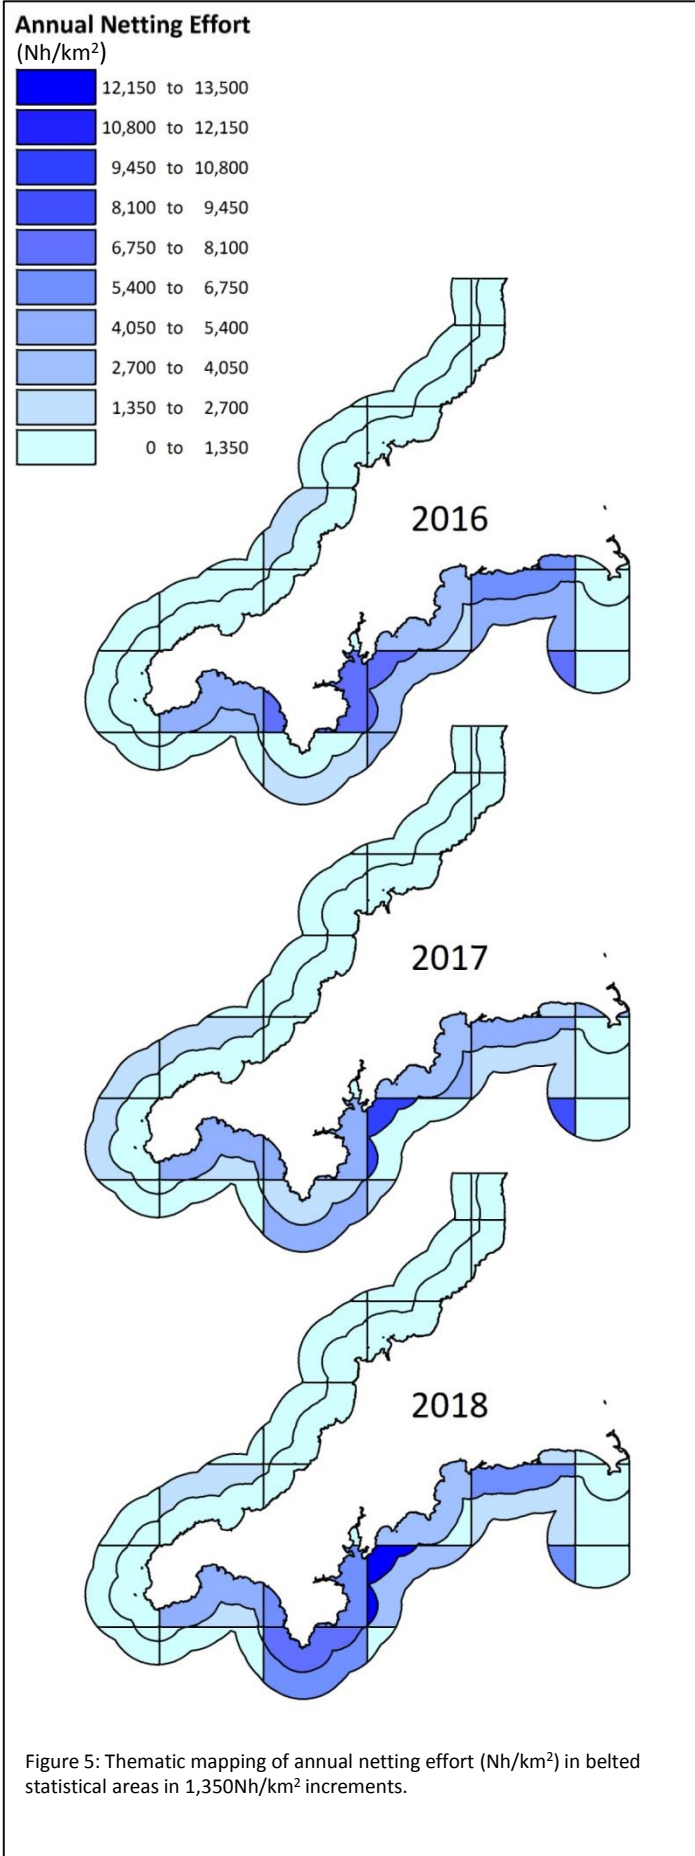 Annual Netting Effort
(Nh/km²)
12,150 to 13,500
10,800 to 12,150
9,450 to 10,800
8,100 to 9,450
6,750 to 8,100
5,400 to 6,750
4,050 to 5,400
2,700 to 4,050
1,350 to 2,700
0 to 1,350
2016
2017
2018
Figure 5: Thematic mapping of annual netting effort (Nh/km²) in belted
statistical areas in 1,350Nh/km² increments.